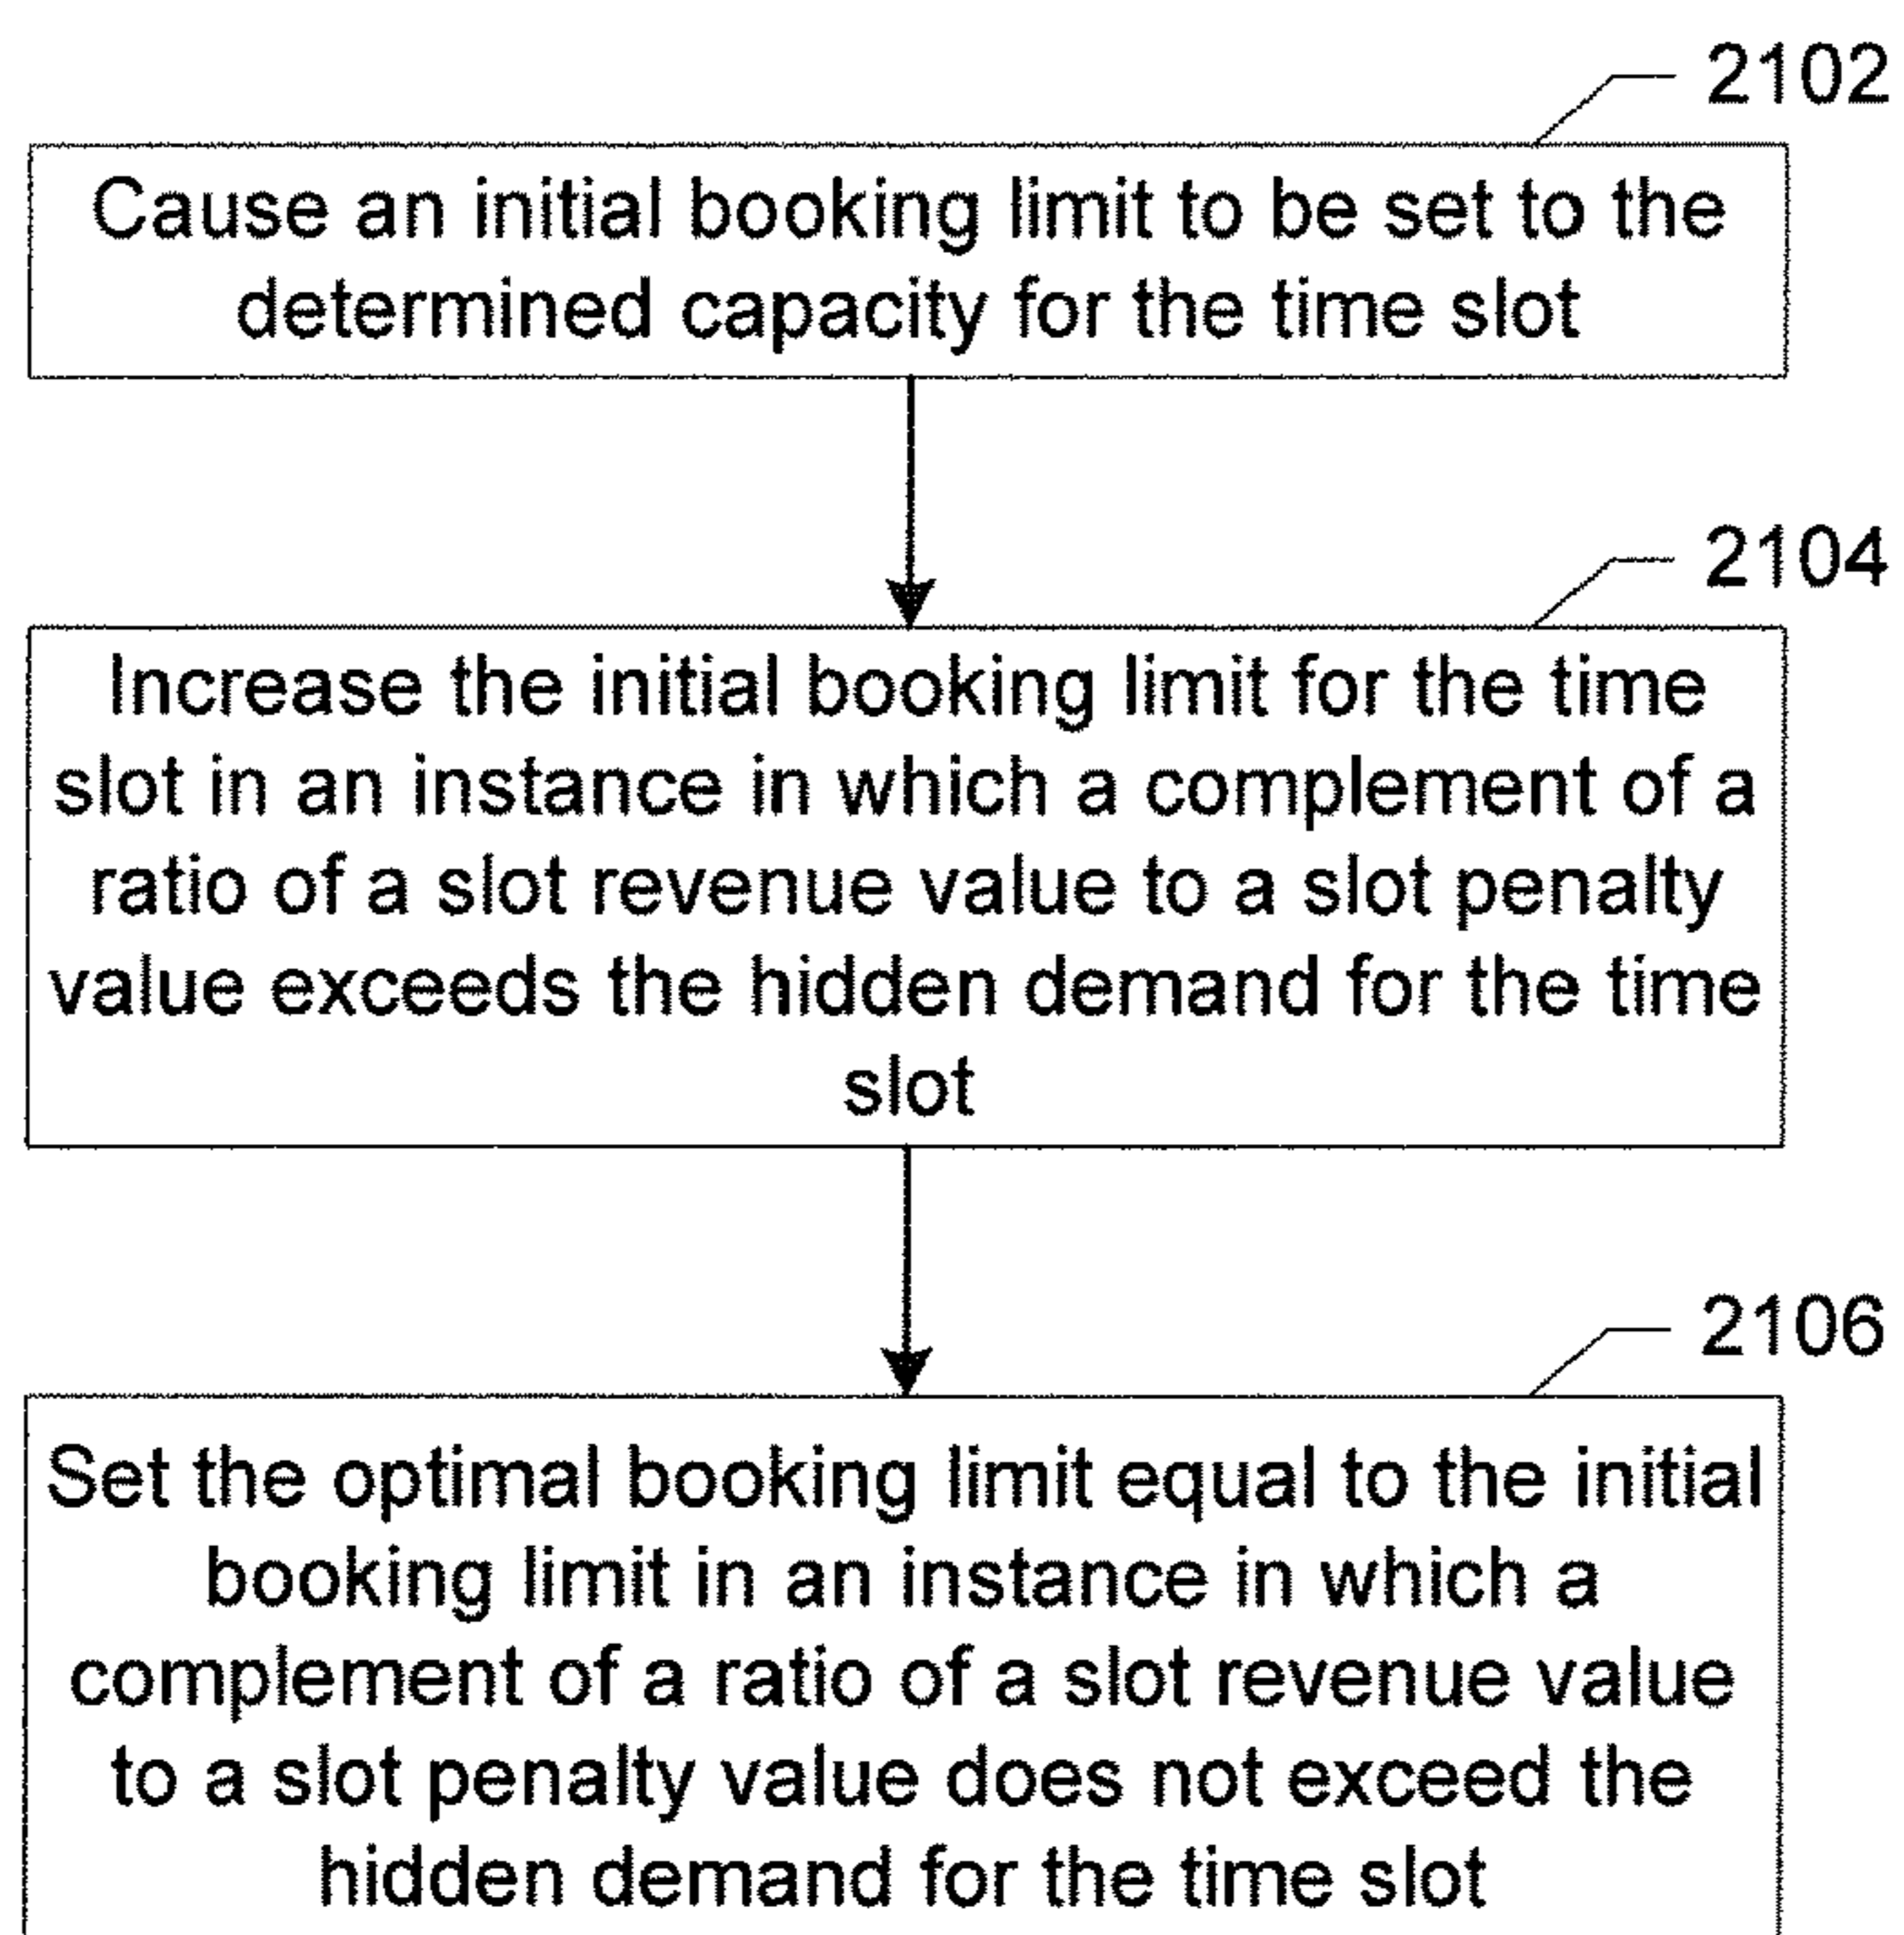 2102
Cause an initial booking limit to be set to the
determined capacity for the time slot
2104
Increase the initial booking limit for the time
slot in an instance in which a complement of a
ratio of a slot revenue value to a slot penalty
value exceeds the hidden demand for the time
slot
2106
Set the optimal booking limit equal to the initial
booking limit in an instance in which a
complement of a ratio of a slot revenue value
to a slot penalty value does not exceed the
hidden demand for the time slot